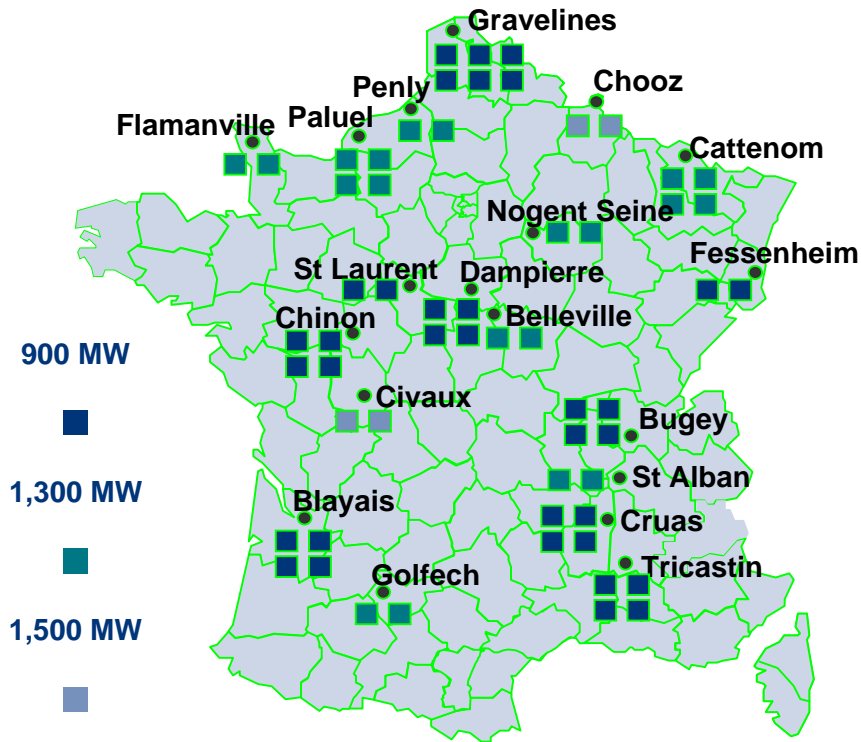 Gravelines
Penly
Chooz
Flamanville
Paluel
Cattenom
Nogent Seine
Fessenheim
St Laurent
Dampierre
Chinon
Belleville
900 MW
Civaux
Bugey
St Alban
1,300 MW
Blayais
Cruas
Tricastin
Golfech
1,500 MW